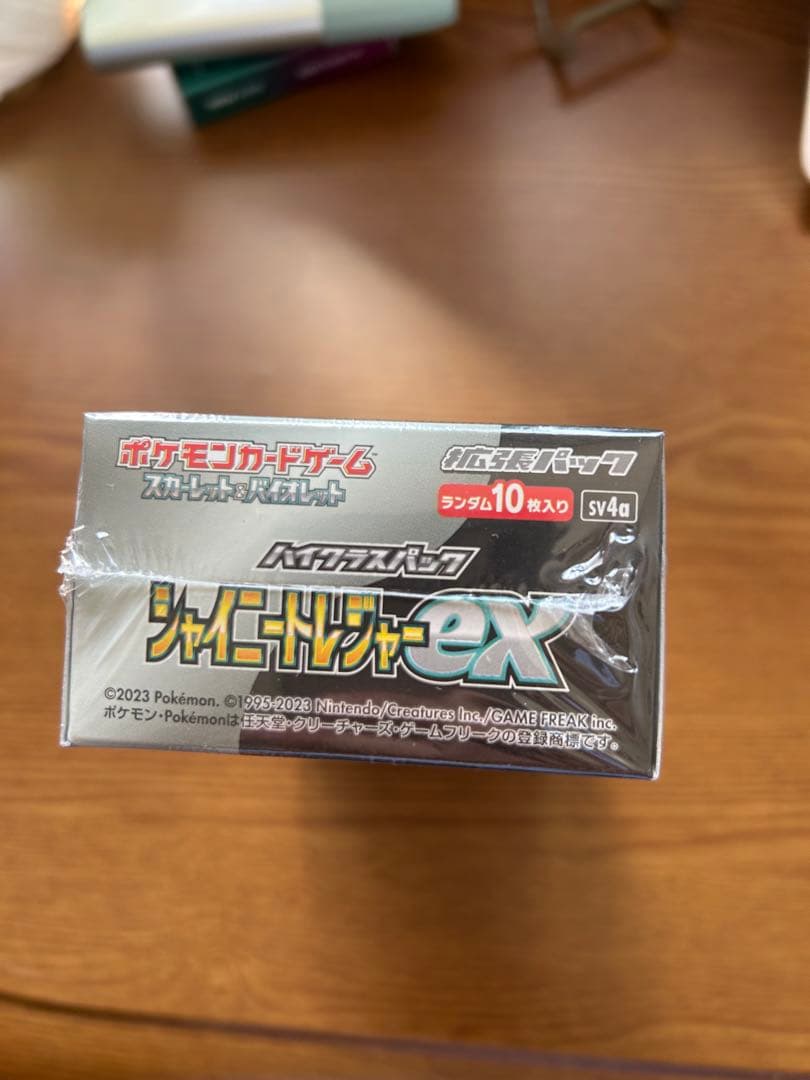 ポケモンカードゲーム
スカーレット&バイオレット
拡張パック
ランダム10枚入り SV4a
ハイクラスパック
シャイニートレジャーex
©2023 Pokémon. ©1995-2023 Nintendo/Creatures Inc./GAME FREAK inc.
ポケモン・Pokémonは任天堂・クリーチャーズ・ゲームフリークの登録商標です。